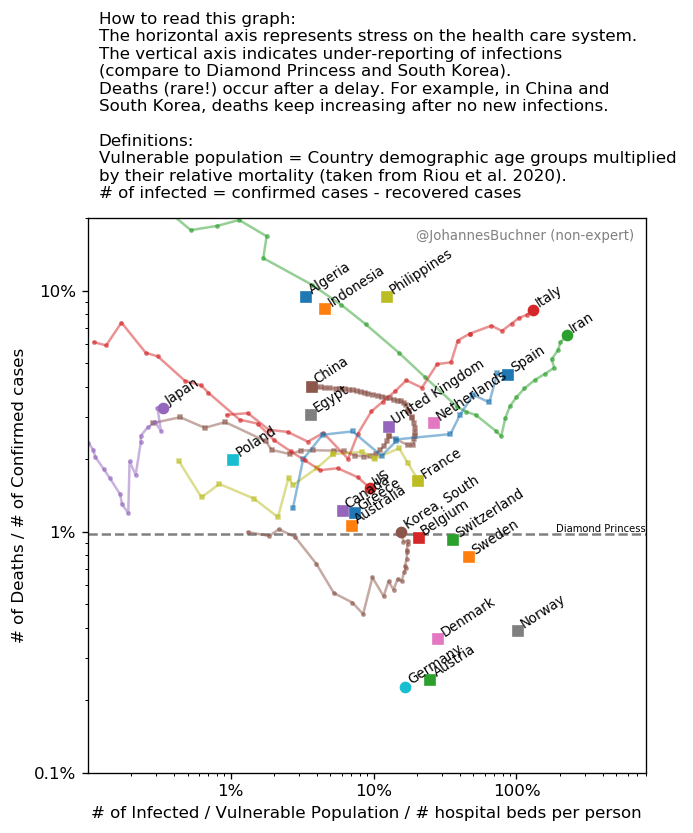 How to read this graph:
The horizontal axis represents stress on the health care system.
The vertical axis indicates under-reporting of infections
(compare to Diamond Princess and South Korea).
Deaths (rare!) occur after a delay. For example, in China and
South Korea, deaths keep increasing after no new infections.
Definitions:
Vulnerable population = Country demographic age groups multiplied
by their relative mortality (taken from Riou et al. 2020).
# of infected = confirmed cases - recovered cases
@JohannesBuchner (non-expert)
10%
Algeria
Indonesia
Philippines
Italy
Iran
China
Spain
Japan
Egypt
United Kingdom
Netherlands
Poland
France
US
Canada
Greece
Australia
Korea, South
Belgium
Switzerland
Sweden
1%
Diamond Princess
Denmark
Norway
Germany
Austria
0.1%
# of Deaths / # of Confirmed cases
1%
10%
100%
# of Infected / Vulnerable Population / # hospital beds per person